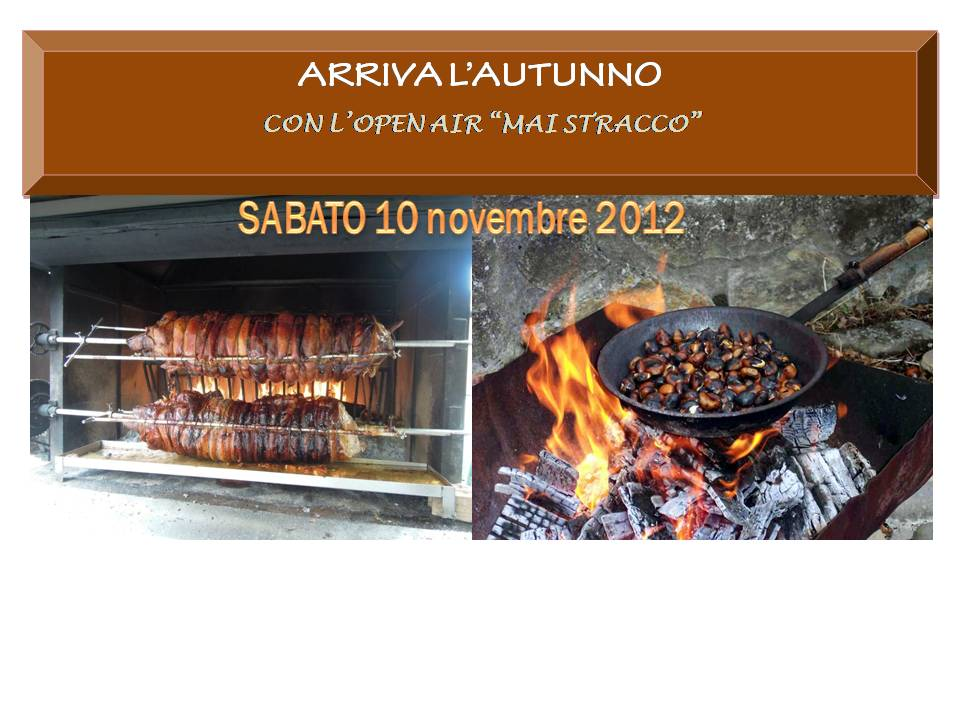 ARRIVA L’AUTUNNO
CON L’OPEN AIR “MAI STRACCO”
SABATO 10 novembre 2012